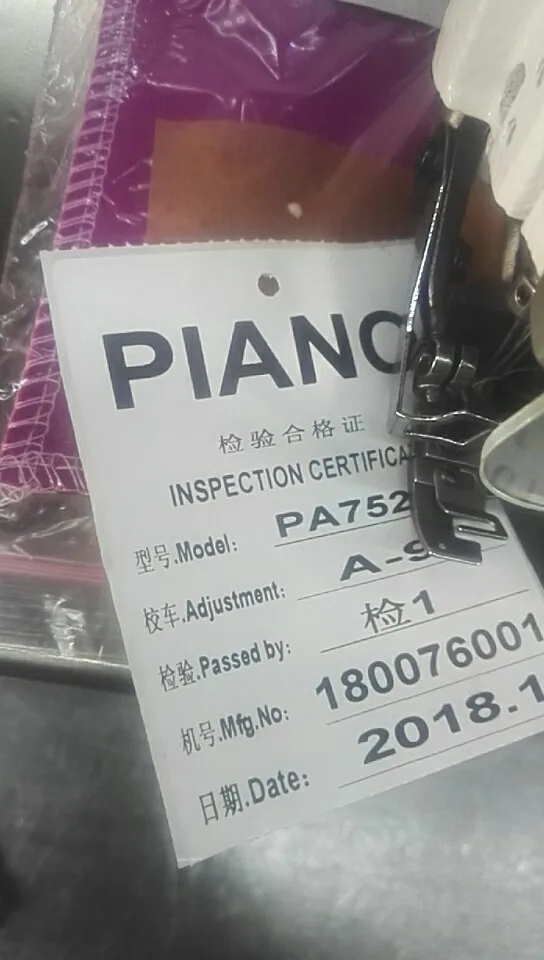 PIANO
检验合格证
INSPECTION CERTIFICA
型号.Model: PA752
校车.Adjustment: A-
检验.Passed by: 检1
机号.Mfg.No: 180076001
日期.Date: 2018.1